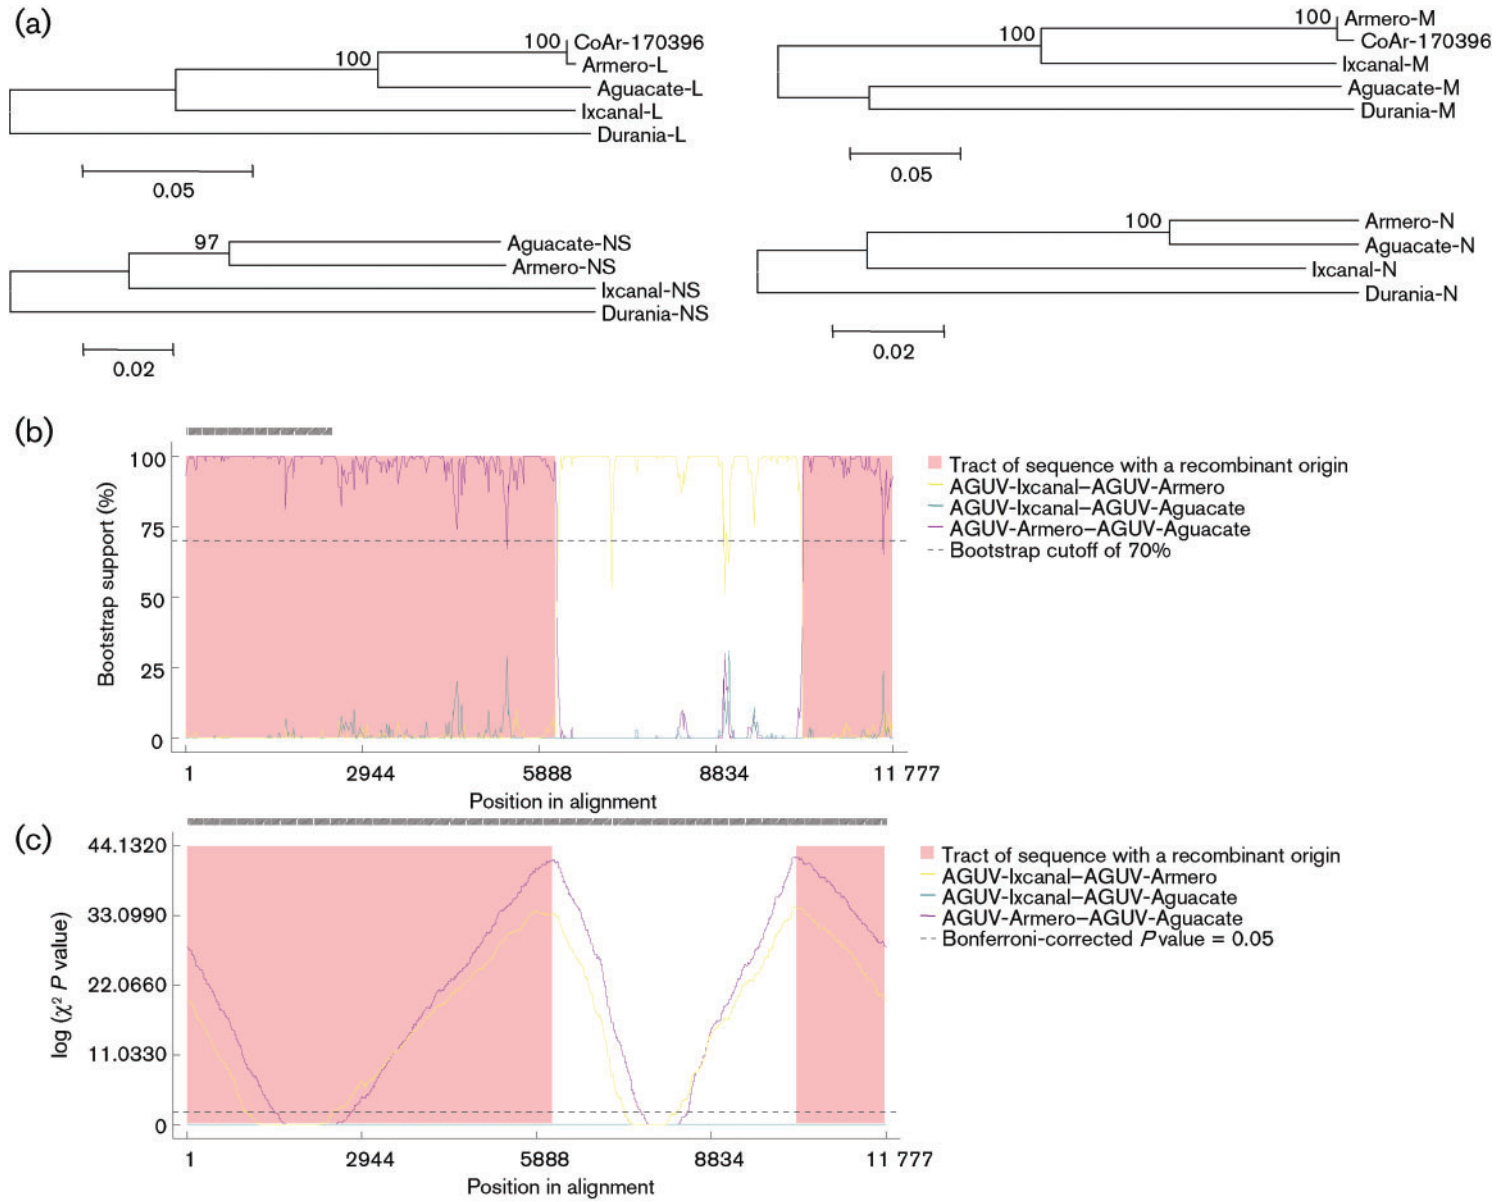 (a)
100
CoAr-170396
100
Armero-L
Aguacate-L
Ixcanal-L
Durania-L
0.05
100
Armero-M
100
CoAr-170396
Ixcanal-M
Aguacate-M
Durania-M
0.05
97
Aguacate-NS
Armero-NS
Ixcanal-NS
Durania-NS
0.02
100
Armero-N
Aguacate-N
Ixcanal-N
Durania-N
0.02
(b)
Bootstrap support (%)
100
75
50
25
0
1
2944
5888
8834
11 777
Position in alignment
Tract of sequence with a recombinant origin
AGUV-Ixcanal–AGUV-Armero
AGUV-Ixcanal–AGUV-Aguacate
AGUV-Armero–AGUV-Aguacate
Bootstrap cutoff of 70%
(c)
log (χ² P value)
44.1320
33.0990
22.0660
11.0330
0
1
2944
5888
8834
11 777
Position in alignment
Tract of sequence with a recombinant origin
AGUV-Ixcanal–AGUV-Armero
AGUV-Ixcanal–AGUV-Aguacate
AGUV-Armero–AGUV-Aguacate
Bonferroni-corrected P value = 0.05